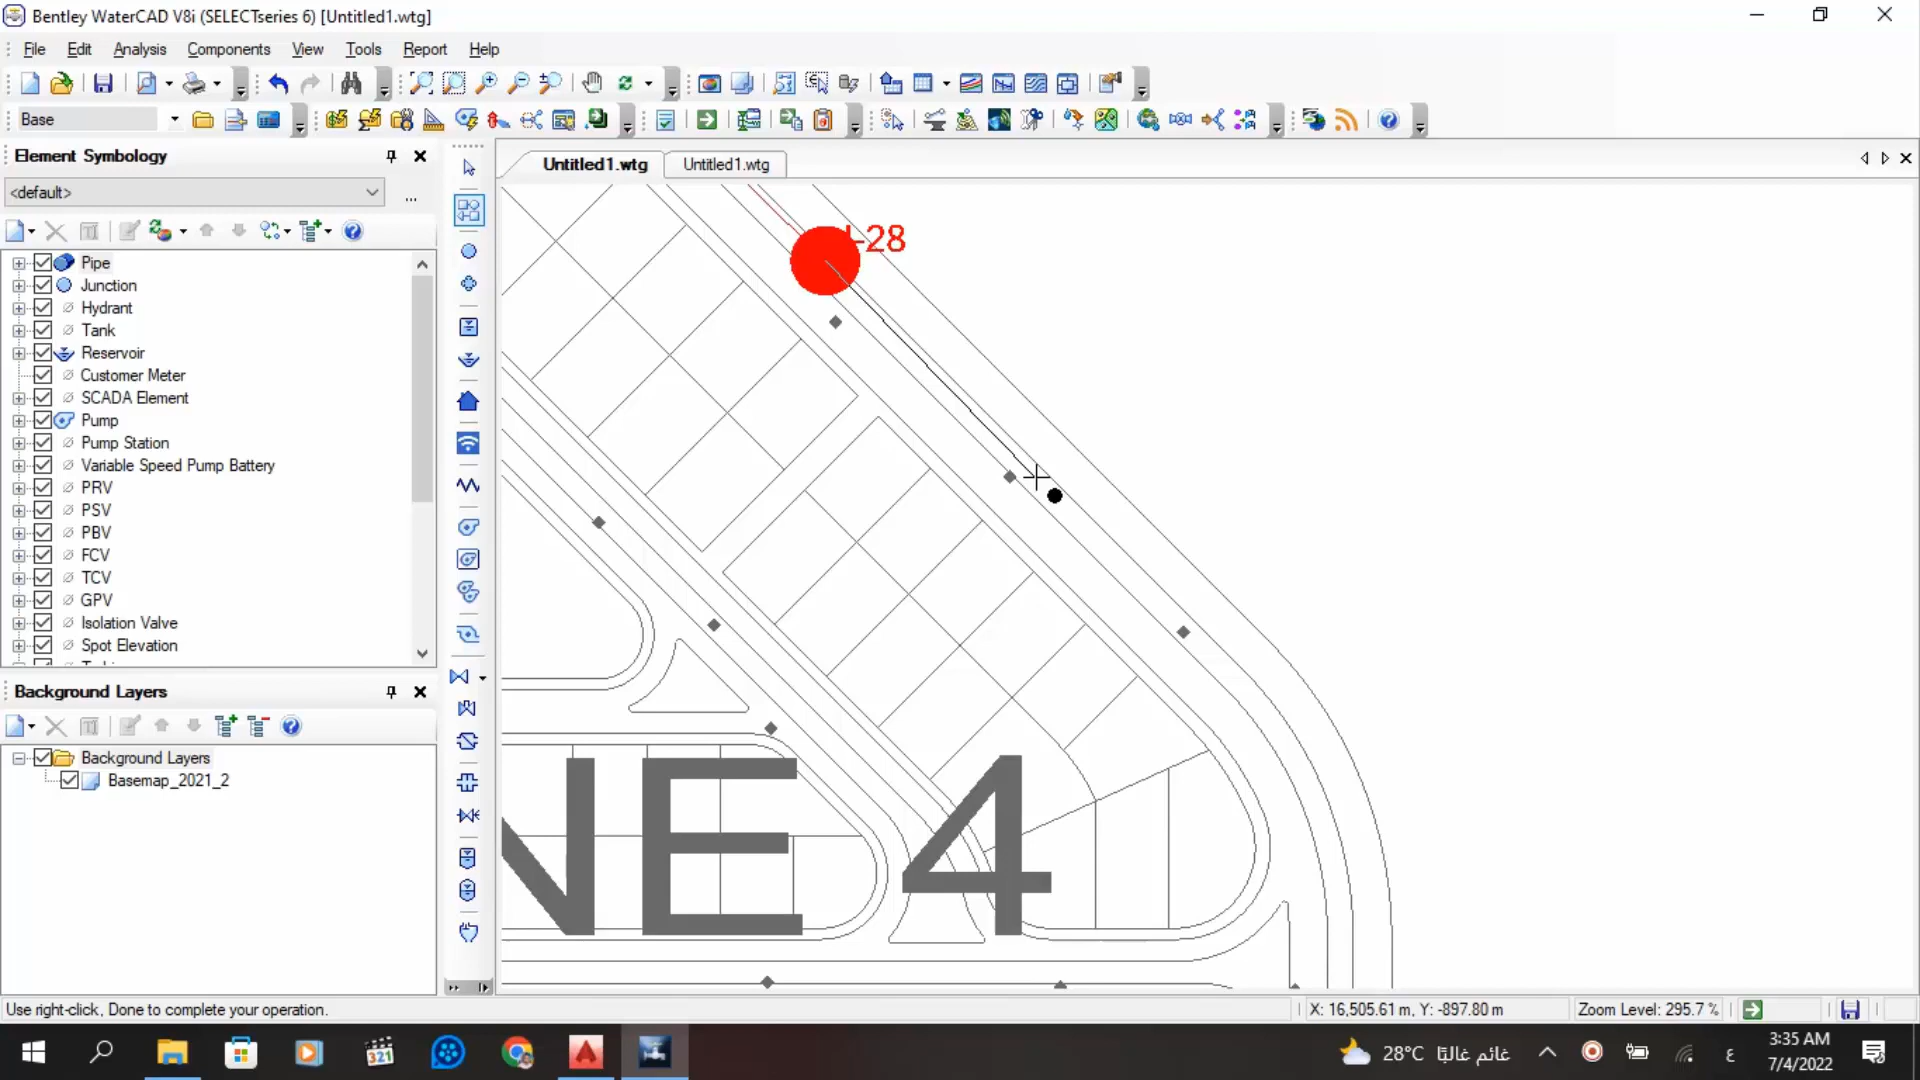 Bentley WaterCAD V8i (SELECTseries 6) [Untitled1.wtg]
File Edit Analysis Components View Tools Report Help
Base
Element Symbology
<default>
...
Pipe
Junction
Hydrant
Tank
Reservoir
Customer Meter
SCADA Element
Pump
Pump Station
Variable Speed Pump Battery
PRV
PSV
PBV
FCV
TCV
GPV
Isolation Valve
Spot Elevation
Background Layers
Background Layers
Basemap_2021_2
Untitled1.wtg Untitled1.wtg
-28
NE 4
Use right-click, Done to complete your operation.
X: 16,505.61 m, Y: -897.80 m
Zoom Level: 295.7 %
321
28°C غائم غالبًا
ع
3:35 AM
7/4/2022